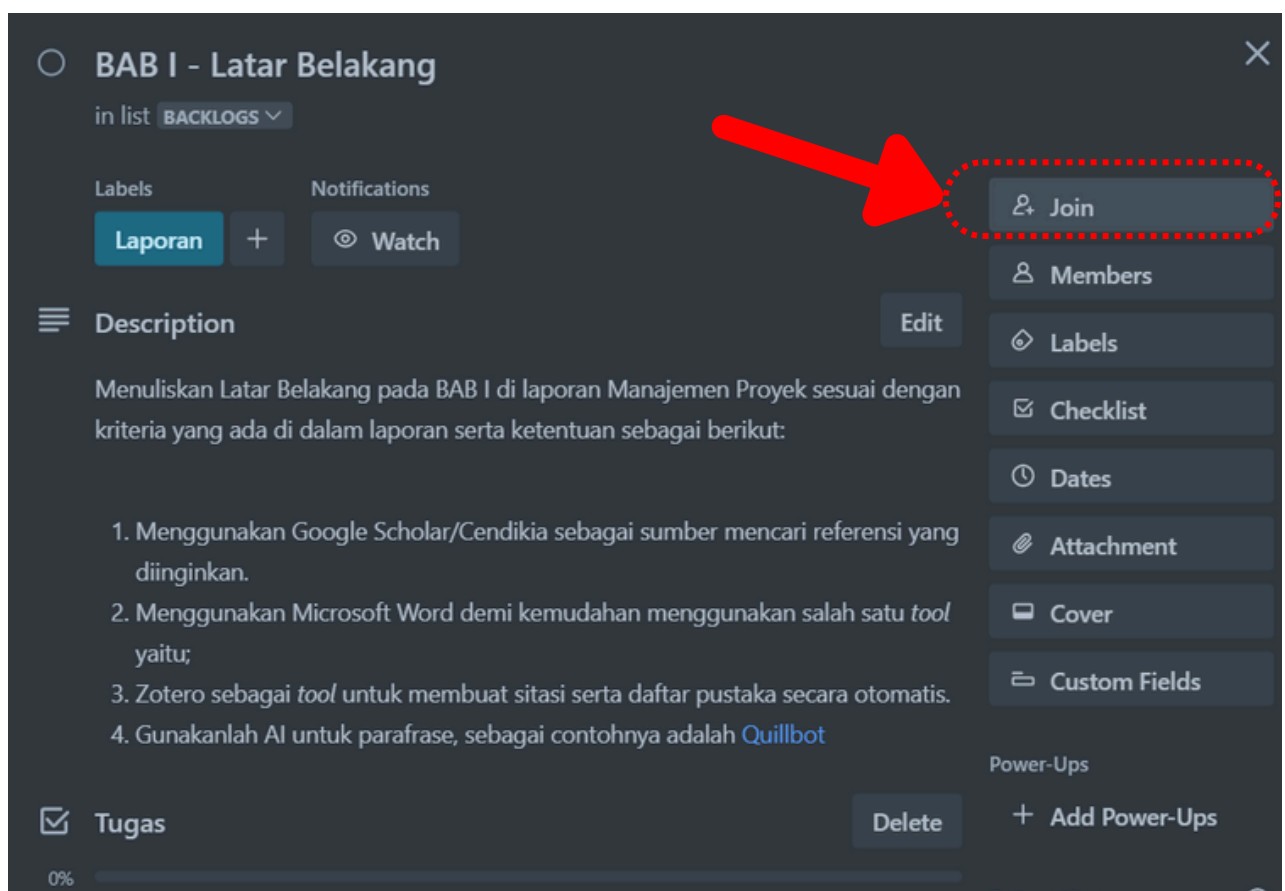 BAB I - Latar Belakang
in list BACKLOGS
Labels
Notifications
Laporan
+
Watch
Description
Edit
Menuliskan Latar Belakang pada BAB I di laporan Manajemen Proyek sesuai dengan
kriteria yang ada di dalam laporan serta ketentuan sebagai berikut:
1. Menggunakan Google Scholar/Cendikia sebagai sumber mencari referensi yang
diinginkan.
2. Menggunakan Microsoft Word demi kemudahan menggunakan salah satu tool
yaitu;
3. Zotero sebagai tool untuk membuat sitasi serta daftar pustaka secara otomatis.
4. Gunakanlah AI untuk parafrase, sebagai contohnya adalah Quillbot
Tugas
Delete
0%
Join
Members
Labels
Checklist
Dates
Attachment
Cover
Custom Fields
Power-Ups
+ Add Power-Ups